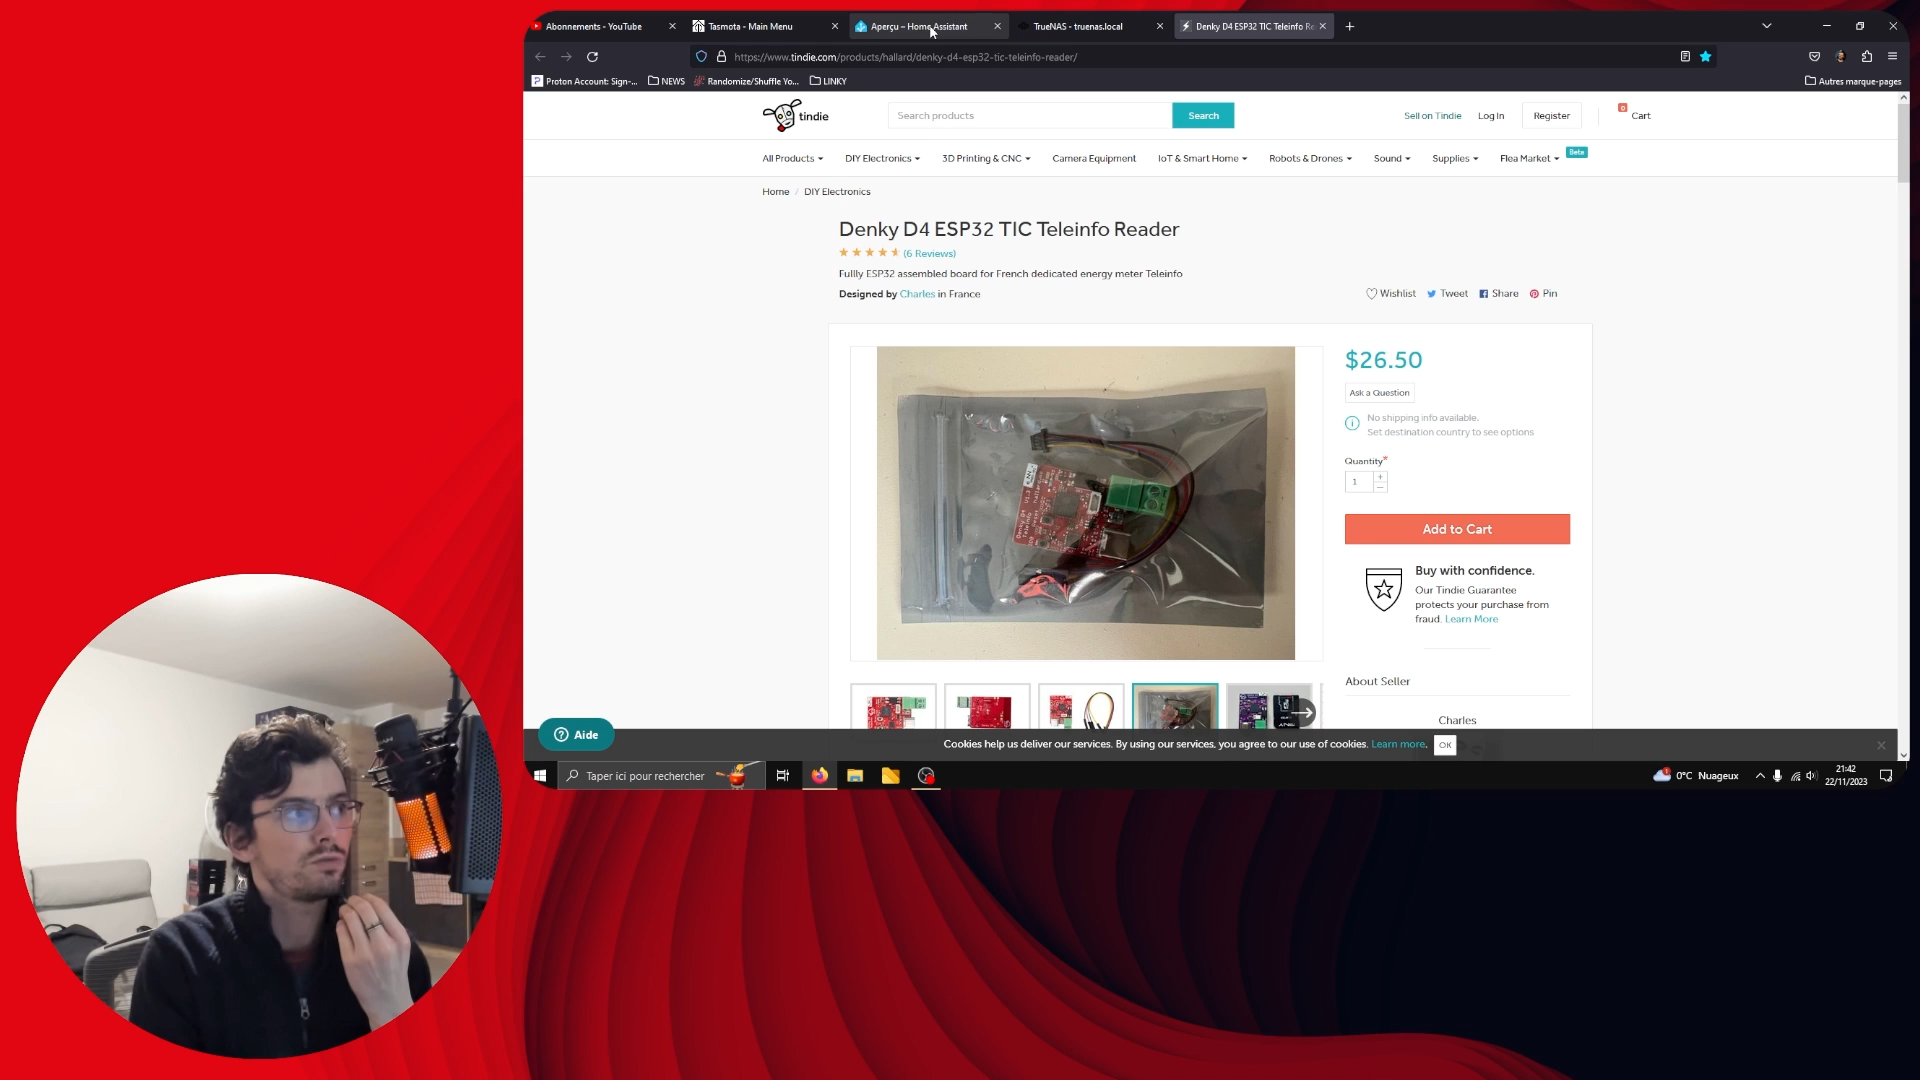 Abonnements - YouTube
Tasmota - Main Menu
Aperçu – Home Assistant
TrueNAS - truenas.local
Denky D4 ESP32 TIC Teleinfo Re
https://www.tindie.com/products/hallard/denky-d4-esp32-tic-teleinfo-reader/
Proton Account: Sign-...
NEWS
Randomize/Shuffle Yo...
LINKY
Autres marque-pages
tindie
Search products
Search
Sell on Tindie
Log In
Register
0
Cart
All Products
DIY Electronics
3D Printing & CNC
Camera Equipment
IoT & Smart Home
Robots & Drones
Sound
Supplies
Flea Market
Beta
Home / DIY Electronics
Denky D4 ESP32 TIC Teleinfo Reader
(6 Reviews)
Fullly ESP32 assembled board for French dedicated energy meter Teleinfo
Designed by Charles in France
Wishlist
Tweet
Share
Pin
$26.50
Ask a Question
No shipping info available.
Set destination country to see options
Quantity*
1
Add to Cart
Buy with confidence.
Our Tindie Guarantee
protects your purchase from
fraud. Learn More
About Seller
Charles
Aide
Cookies help us deliver our services. By using our services, you agree to our use of cookies. Learn more.
OK
Taper ici pour rechercher
0°C Nuageux
21:42
22/11/2023